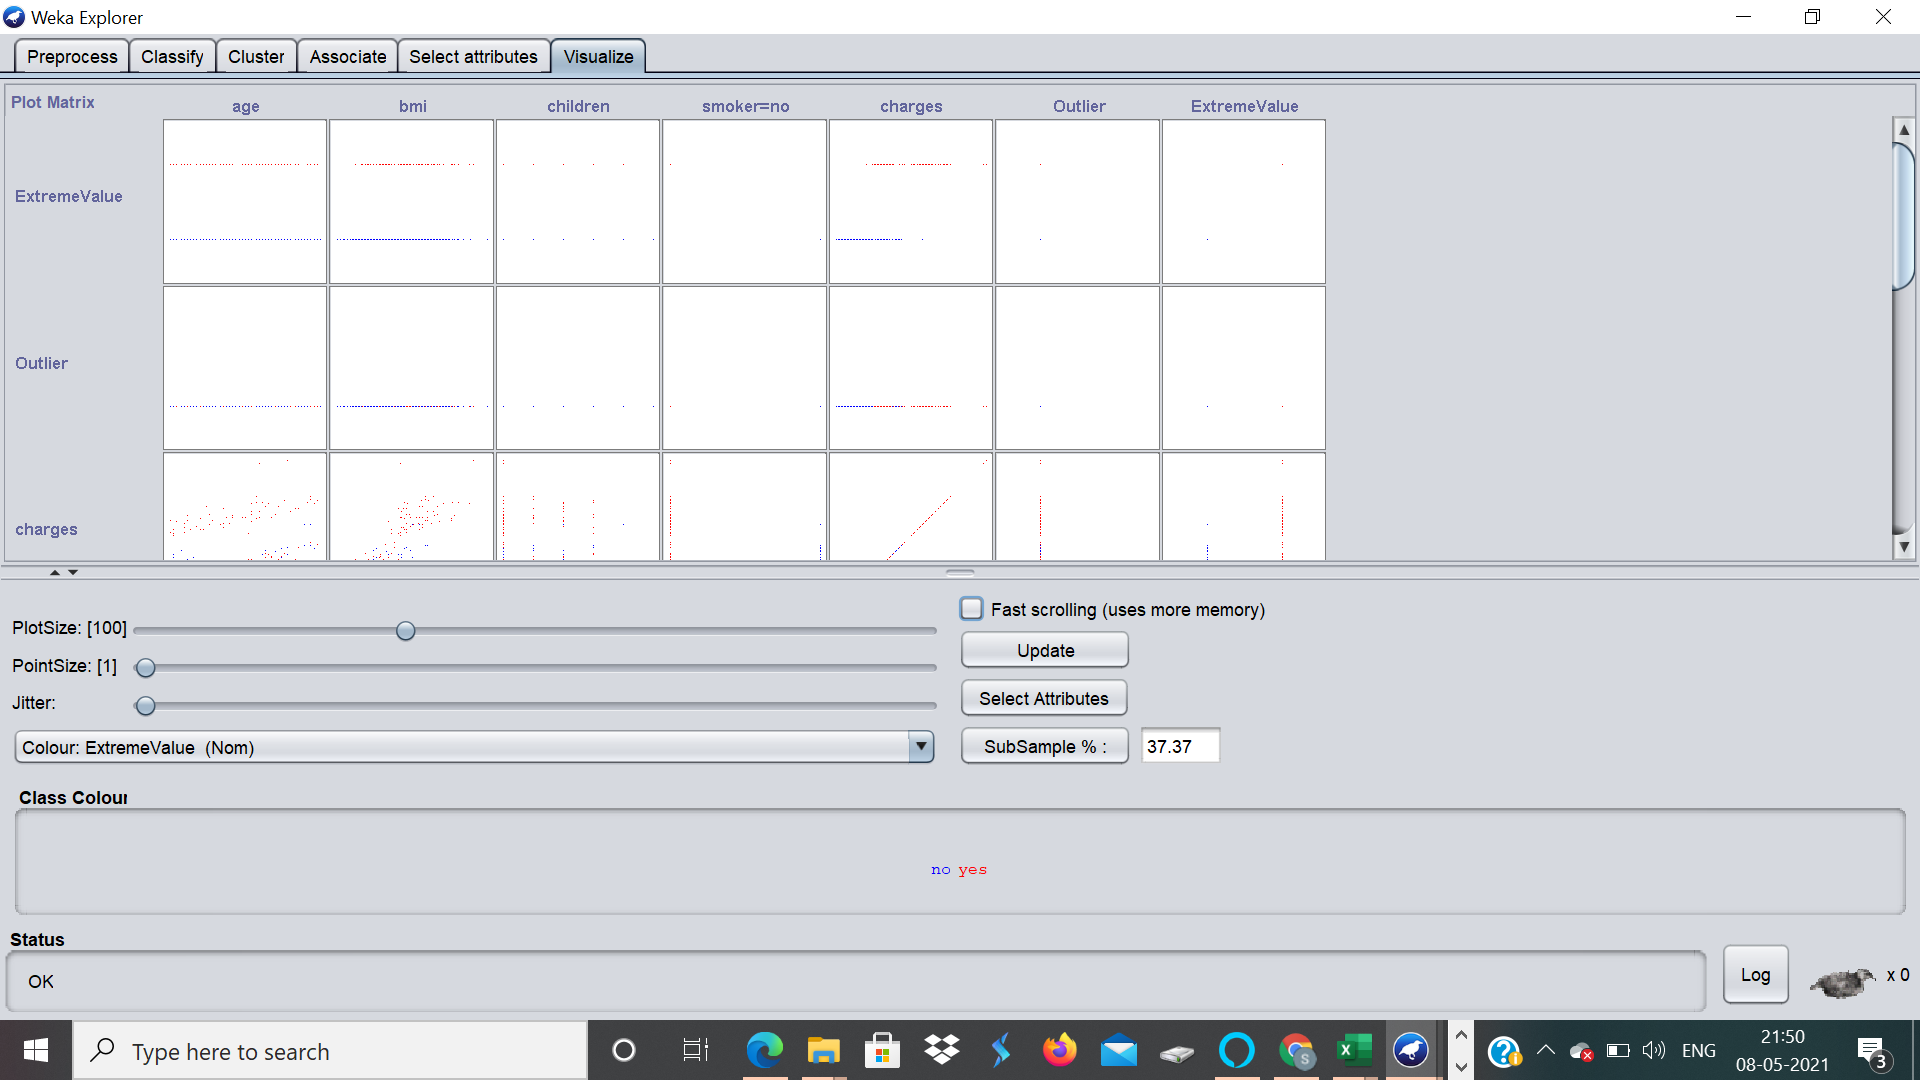 Weka Explorer
Preprocess Classify Cluster Associate Select attributes Visualize
Plot Matrix age bmi children smoker=no charges Outlier ExtremeValue
ExtremeValue
Outlier
charges
PlotSize: [100]
PointSize: [1]
Jitter:
Colour: ExtremeValue (Nom)
Fast scrolling (uses more memory)
Update
Select Attributes
SubSample % : 37.37
Class Colour
no yes
Status
OK
Log x 0
Type here to search
S
X
ENG
21:50
08-05-2021
3